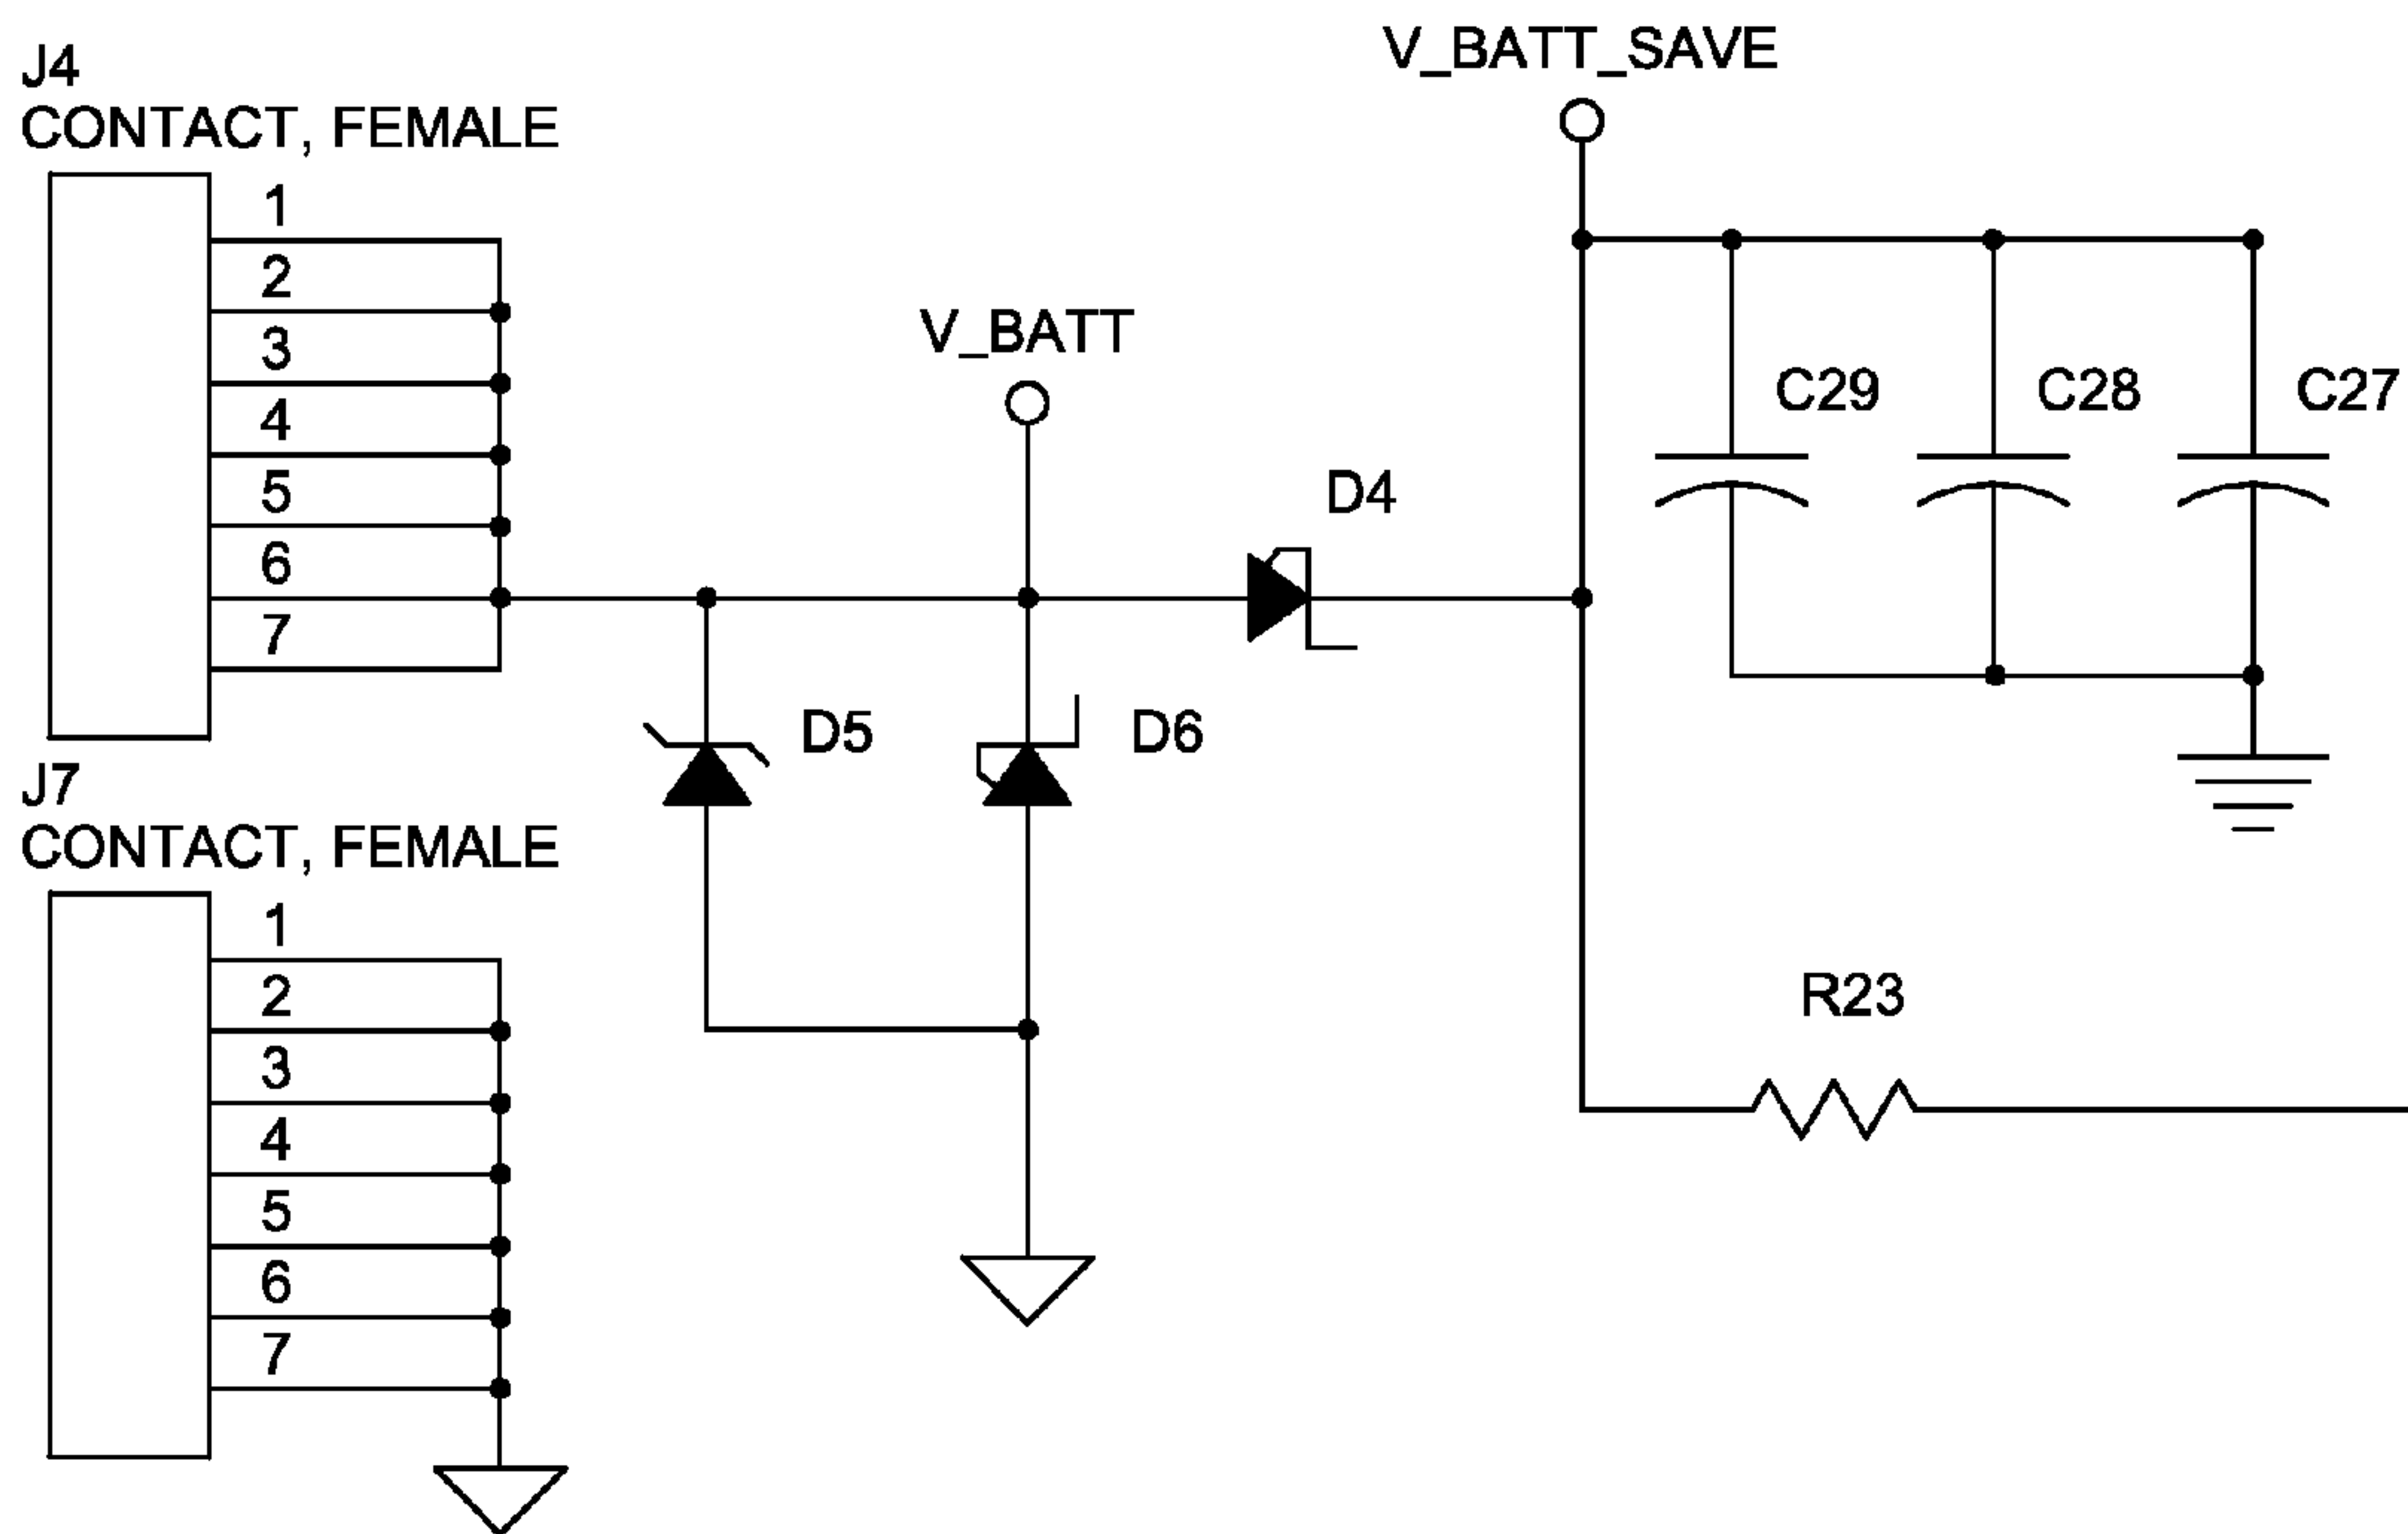 J4
CONTACT, FEMALE
1
2
3
4
5
6
7
J7
CONTACT, FEMALE
1
2
3
4
5
6
7
V_BATT
D5
D6
D4
V_BATT_SAVE
C29
C28
C27
R23